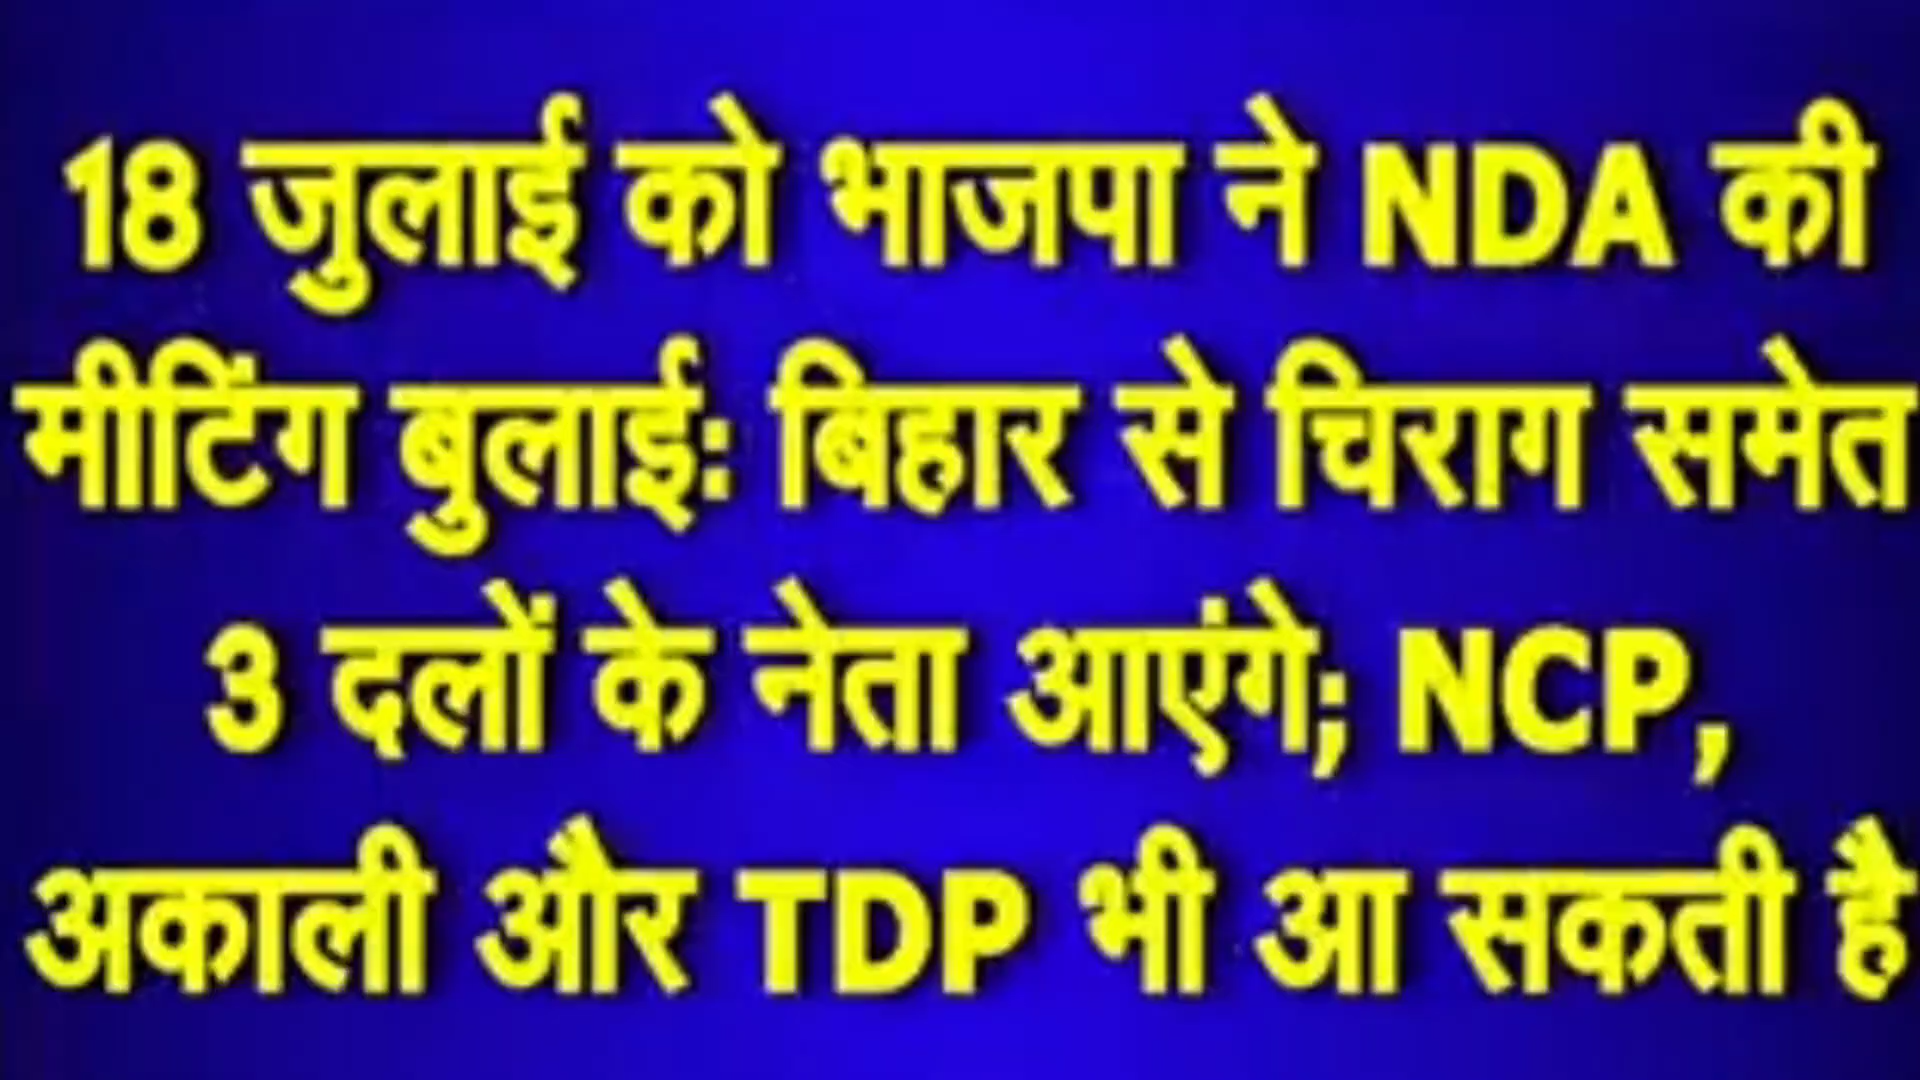 18 जुलाई को भाजपा ने NDA की
मीटिंग बुलाई: बिहार से चिराग समेत
3 दलों के नेता आएंगे; NCP,
अकाली और TDP भी आ सकती है